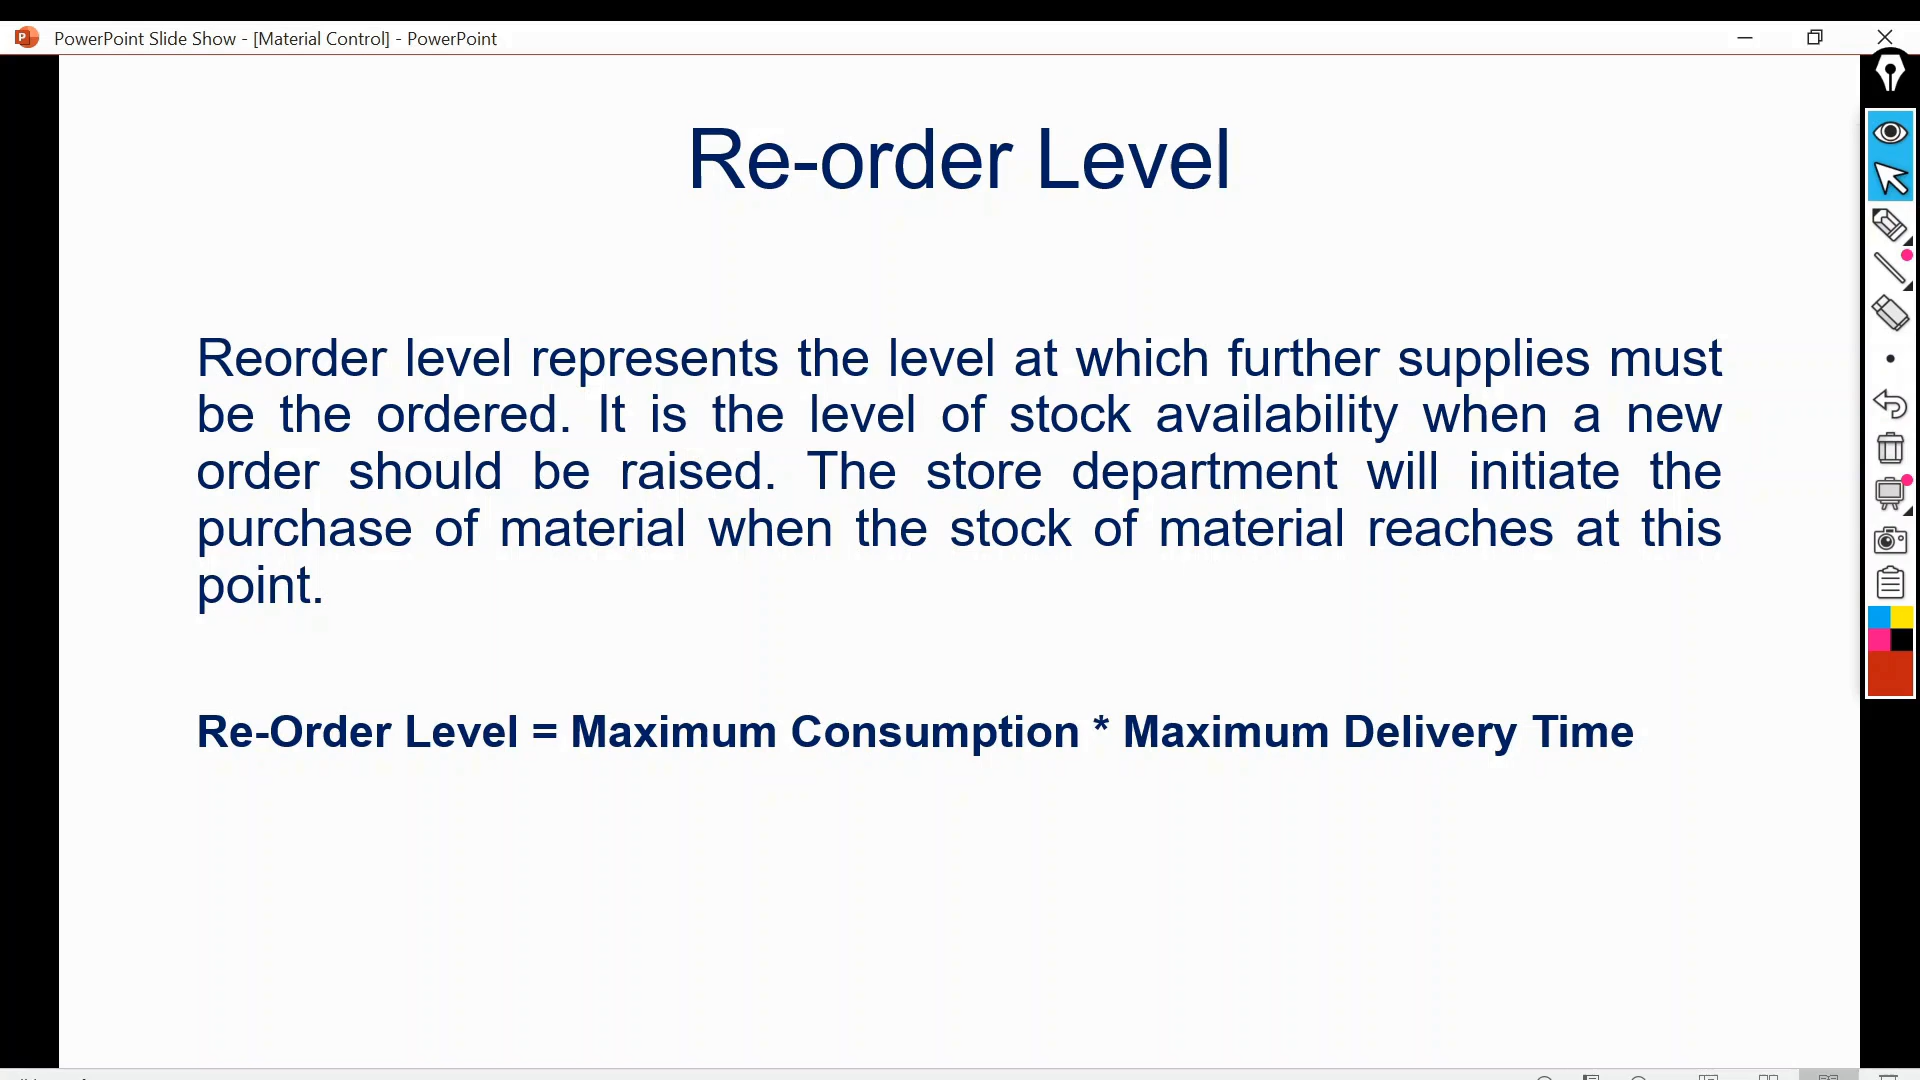 PowerPoint Slide Show - [Material Control] - PowerPoint
Re-order Level
Reorder level represents the level at which further supplies must
be the ordered. It is the level of stock availability when a new
order should be raised. The store department will initiate the
purchase of material when the stock of material reaches at this
point.
Re-Order Level = Maximum Consumption * Maximum Delivery Time